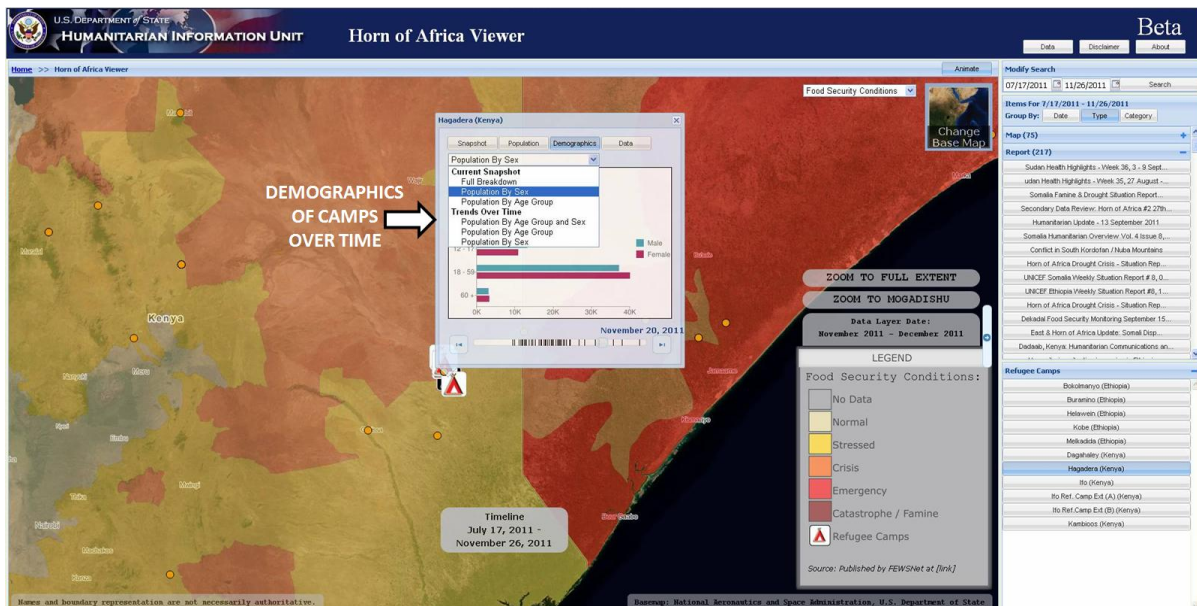 U.S. DEPARTMENT of STATE
HUMANITARIAN INFORMATION UNIT
Horn of Africa Viewer
Beta
Data
Disclaimer
About
Home >> Horn of Africa Viewer
Animate
Food Security Conditions
Change
Base Map
Hagadera (Kenya)
Snapshot
Population
Demographics
Data
Population By Sex
Current Snapshot
Full Breakdown
Population By Sex
Population By Age Group
Trends Over Time
Population By Age Group and Sex
Population By Age Group
Population By Sex
12 - 17
18 - 59
60 +
0K 10K 20K 30K 40K
Male
Female
November 20, 2011
DEMOGRAPHICS
OF CAMPS
OVER TIME
Kenya
Nairobi
Meru
Embu
Mwingi
Garissa
ZOOM TO FULL EXTENT
ZOOM TO MOGADISHU
Data Layer Date:
November 2011 - December 2011
LEGEND
Food Security Conditions:
No Data
Normal
Stressed
Crisis
Emergency
Catastrophe / Famine
Refugee Camps
Source: Published by FEWSNet at [link]
Timeline
July 17, 2011 -
November 26, 2011
Names and boundary representation are not necessarily authoritative.
Basemap: National Aeronautics and Space Administration, U.S. Department of State
Modify Search
07/17/2011
11/26/2011
Search
Items For 7/17/2011 - 11/26/2011
Group By:
Date
Type
Category
Map (75)
Report (217)
Sudan Health Highlights - Week 36, 3 - 9 Sept...
udan Health Highlights - Week 35, 27 August -...
Somalia Famine & Drought Situation Report...
Secondary Data Review: Horn of Africa #2 27th...
Humanitarian Update - 13 September 2011
Somalia Humanitarian Overview Vol. 4 Issue 8,...
Conflict in South Kordofan / Nuba Mountains
Horn of Africa Drought Crisis - Situation Rep...
UNICEF Somalia Weekly Situation Report # 8, 0...
UNICEF Ethiopia Weekly Situation Report #8, 1...
Horn of Africa Drought Crisis - Situation Rep...
Dekadal Food Security Monitoring September 15...
East & Horn of Africa Update: Somali Disp...
Dadaab, Kenya: Humanitarian Communications an...
Refugee Camps
Bokolmanyo (Ethiopia)
Buramino (Ethiopia)
Helawein (Ethiopia)
Kobe (Ethiopia)
Melkadida (Ethiopia)
Dagahaley (Kenya)
Hagadera (Kenya)
Ifo (Kenya)
Ifo Ref. Camp Ext (A) (Kenya)
Ifo Ref.Camp Ext (B) (Kenya)
Kambioos (Kenya)